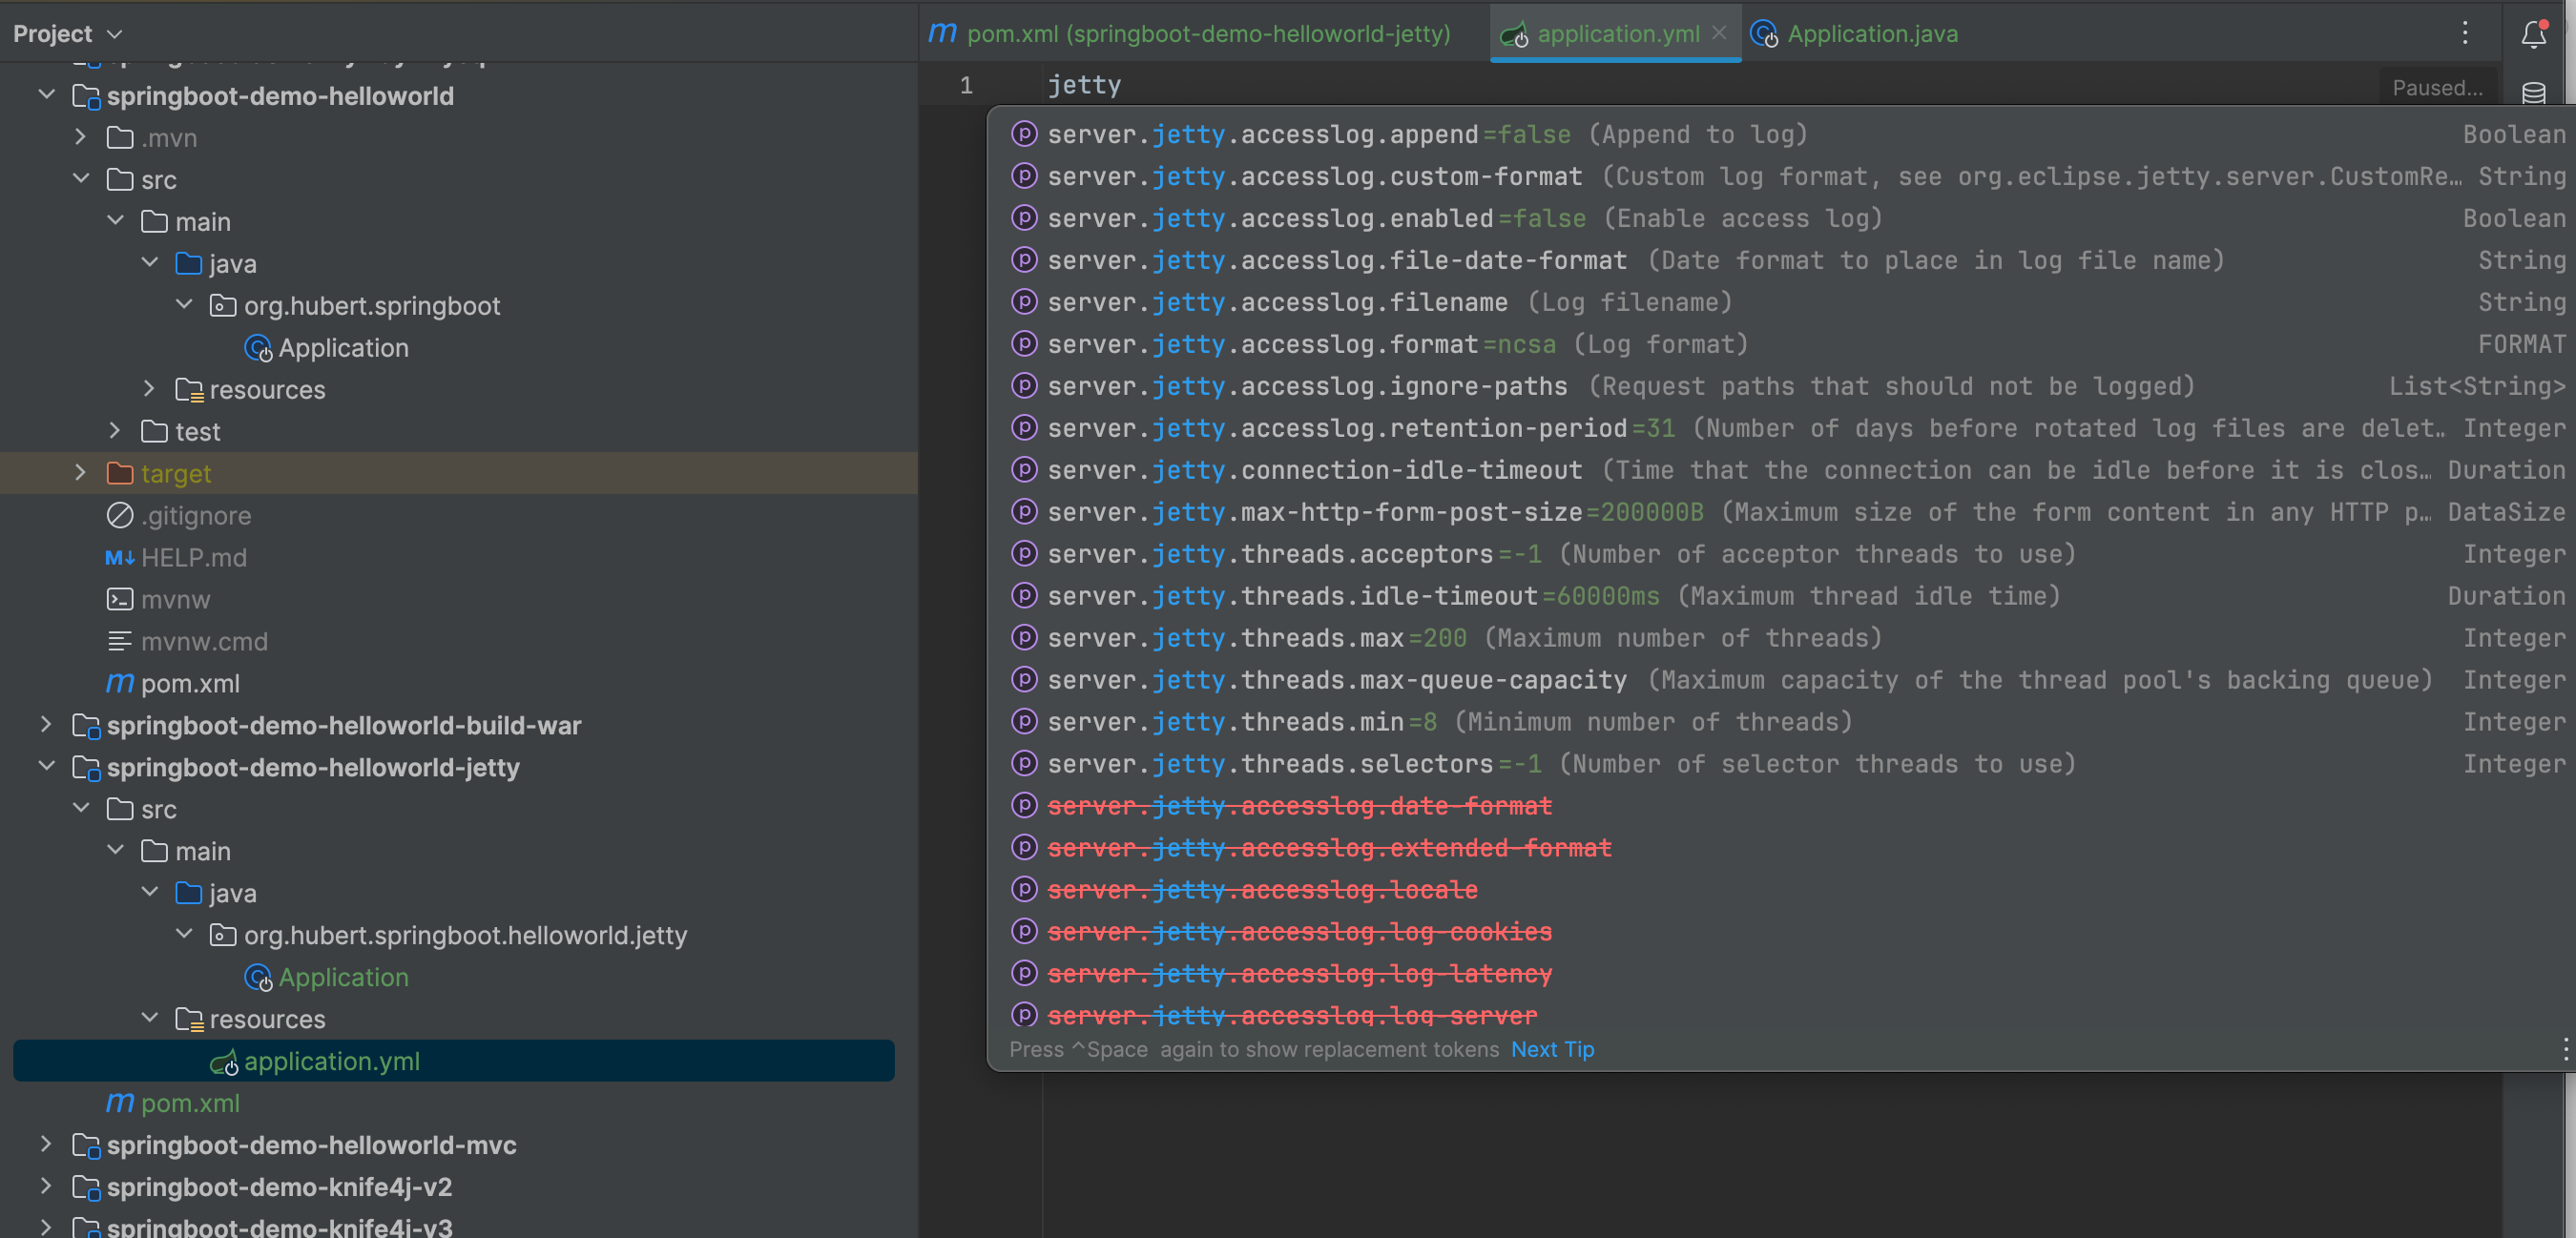 Project
springboot-demo-helloworld
.mvn
src
main
java
org.hubert.springboot
Application
resources
test
target
.gitignore
HELP.md
mvnw
mvnw.cmd
pom.xml
springboot-demo-helloworld-build-war
springboot-demo-helloworld-jetty
src
main
java
org.hubert.springboot.helloworld.jetty
Application
resources
application.yml
pom.xml
springboot-demo-helloworld-mvc
springboot-demo-knife4j-v2
springboot-demo-knife4j-v3
pom.xml (springboot-demo-helloworld-jetty) application.yml Application.java
1 jetty
Paused...
server.jetty.accesslog.append=false (Append to log) Boolean
server.jetty.accesslog.custom-format (Custom log format, see org.eclipse.jetty.server.CustomRe… String
server.jetty.accesslog.enabled=false (Enable access log) Boolean
server.jetty.accesslog.file-date-format (Date format to place in log file name) String
server.jetty.accesslog.filename (Log filename) String
server.jetty.accesslog.format=ncsa (Log format) FORMAT
server.jetty.accesslog.ignore-paths (Request paths that should not be logged) List<String>
server.jetty.accesslog.retention-period=31 (Number of days before rotated log files are delet… Integer
server.jetty.connection-idle-timeout (Time that the connection can be idle before it is clos… Duration
server.jetty.max-http-form-post-size=200000B (Maximum size of the form content in any HTTP p… DataSize
server.jetty.threads.acceptors=-1 (Number of acceptor threads to use) Integer
server.jetty.threads.idle-timeout=60000ms (Maximum thread idle time) Duration
server.jetty.threads.max=200 (Maximum number of threads) Integer
server.jetty.threads.max-queue-capacity (Maximum capacity of the thread pool's backing queue) Integer
server.jetty.threads.min=8 (Minimum number of threads) Integer
server.jetty.threads.selectors=-1 (Number of selector threads to use) Integer
server.jetty.accesslog.date-format
server.jetty.accesslog.extended-format
server.jetty.accesslog.locale
server.jetty.accesslog.log-cookies
server.jetty.accesslog.log-latency
server.jetty.accesslog.log-server
Press ^Space again to show replacement tokens Next Tip